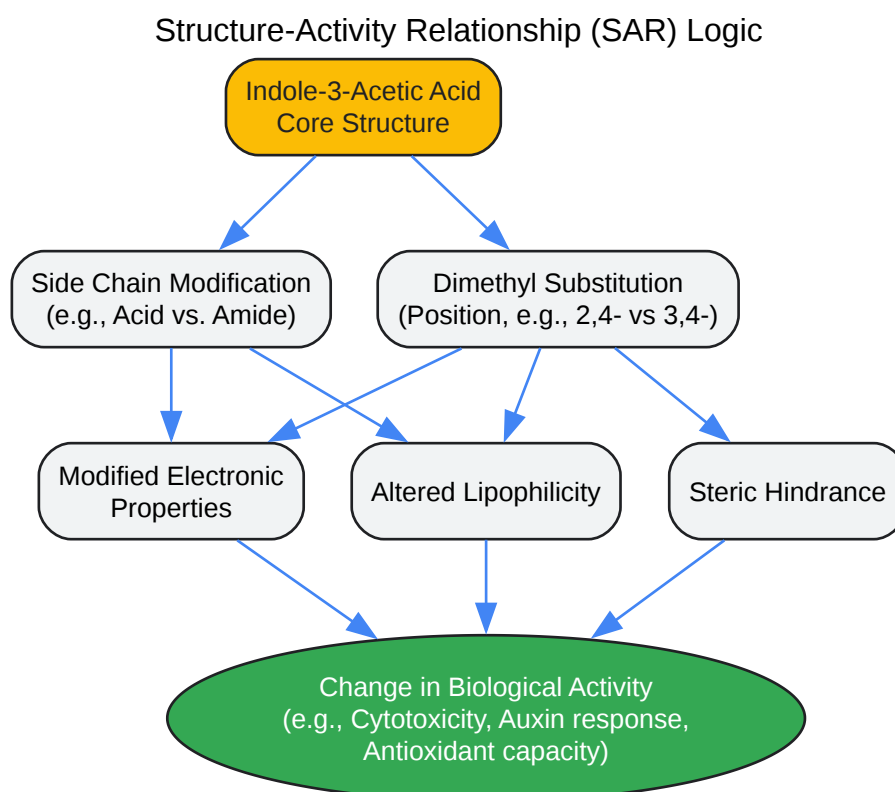 Structure-Activity Relationship (SAR) Logic
Indole-3-Acetic Acid
Core Structure
Side Chain Modification
(e.g., Acid vs. Amide)
Dimethyl Substitution
(Position, e.g., 2,4- vs 3,4-)
Modified Electronic
Properties
Altered Lipophilicity
Steric Hindrance
Change in Biological Activity
(e.g., Cytotoxicity, Auxin response,
Antioxidant capacity)